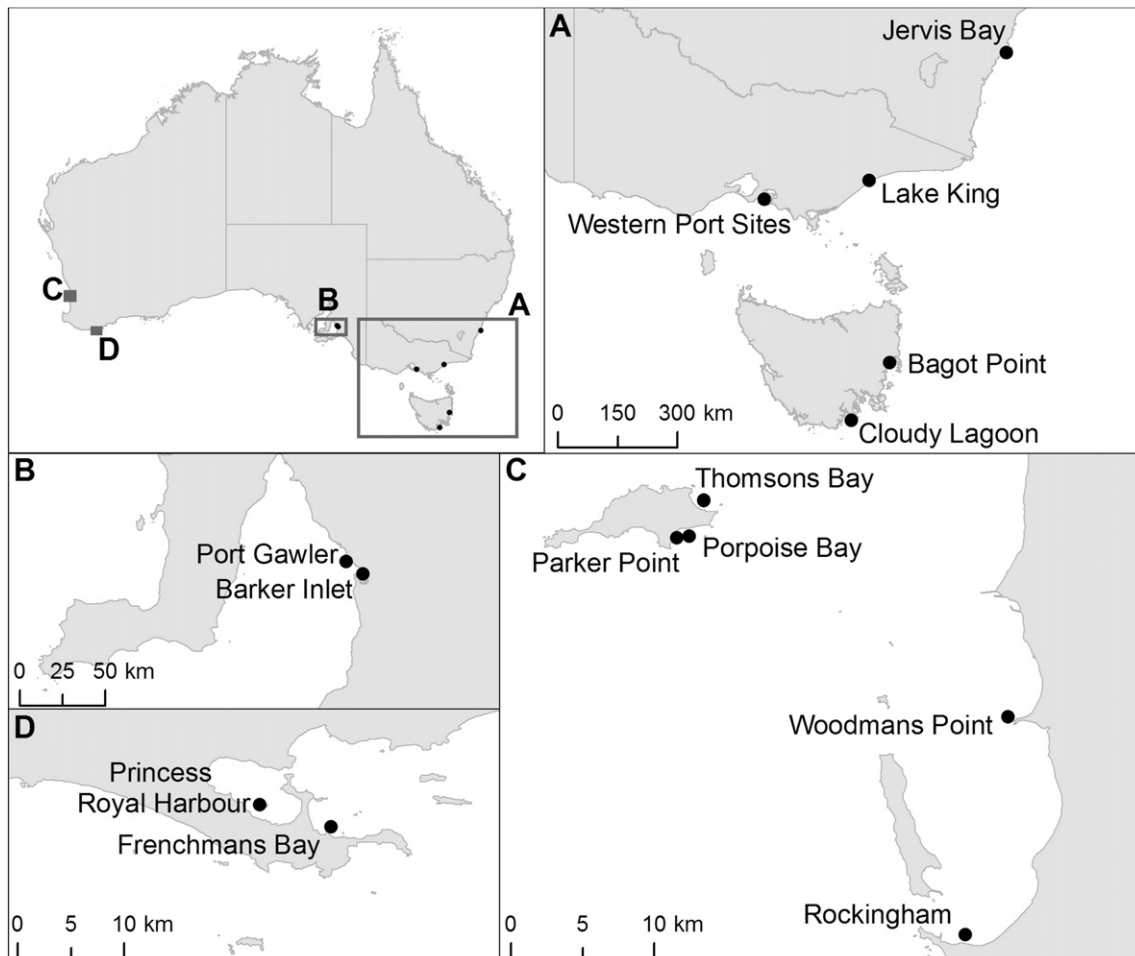 C
D
B
A
A
Jervis Bay
Lake King
Western Port Sites
Bagot Point
Cloudy Lagoon
0 150 300 km
B
Port Gawler
Barker Inlet
0 25 50 km
C
Thomsons Bay
Porpoise Bay
Parker Point
Woodmans Point
Rockingham
0 5 10 km
D
Princess
Royal Harbour
Frenchmans Bay
0 5 10 km